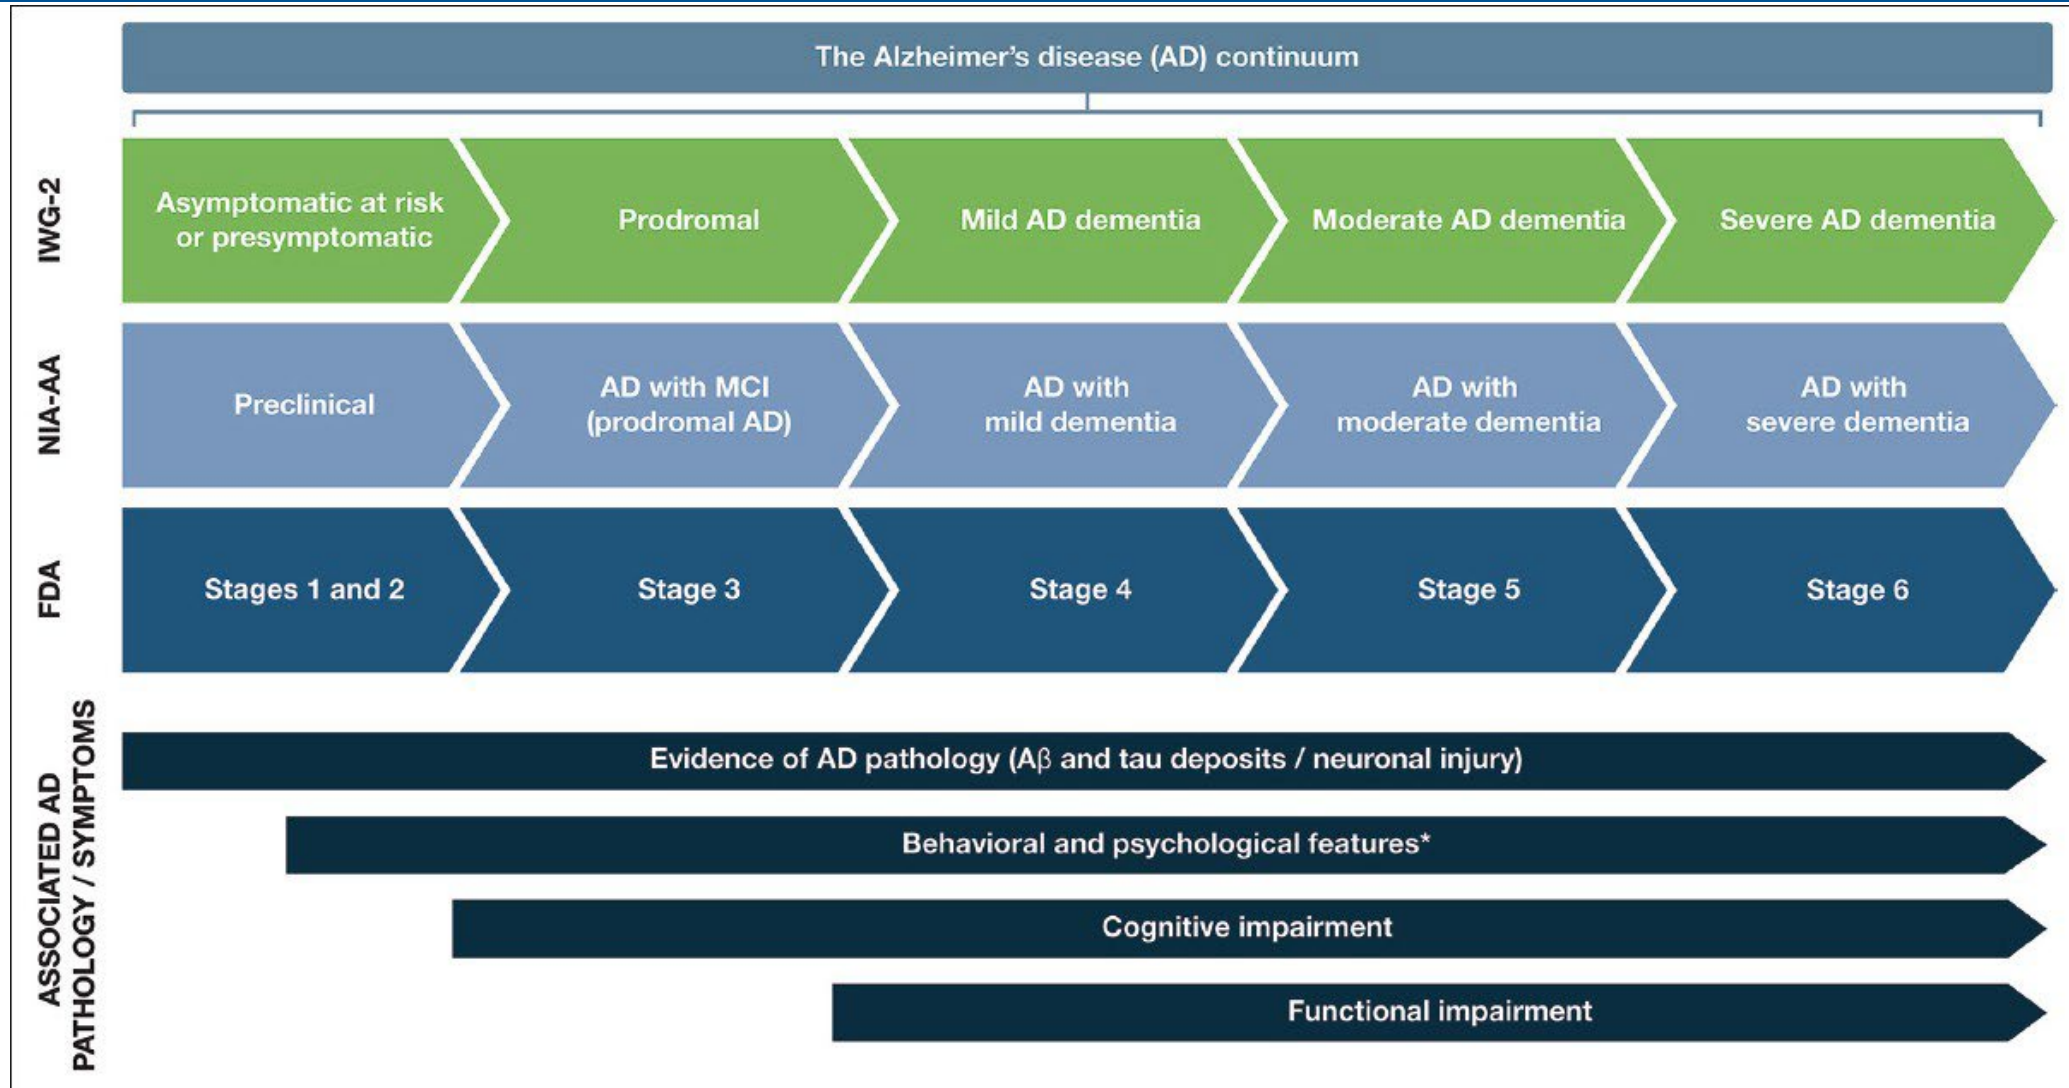 The Alzheimer's disease (AD) continuum
IWG-2
Asymptomatic at risk
or presymptomatic
Prodromal
Mild AD dementia
Moderate AD dementia
Severe AD dementia
NIA-AA
Preclinical
AD with MCI
(prodromal AD)
AD with
mild dementia
AD with
moderate dementia
AD with
severe dementia
FDA
Stages 1 and 2
Stage 3
Stage 4
Stage 5
Stage 6
ASSOCIATED AD
PATHOLOGY / SYMPTOMS
Evidence of AD pathology (Aβ and tau deposits / neuronal injury)
Behavioral and psychological features*
Cognitive impairment
Functional impairment